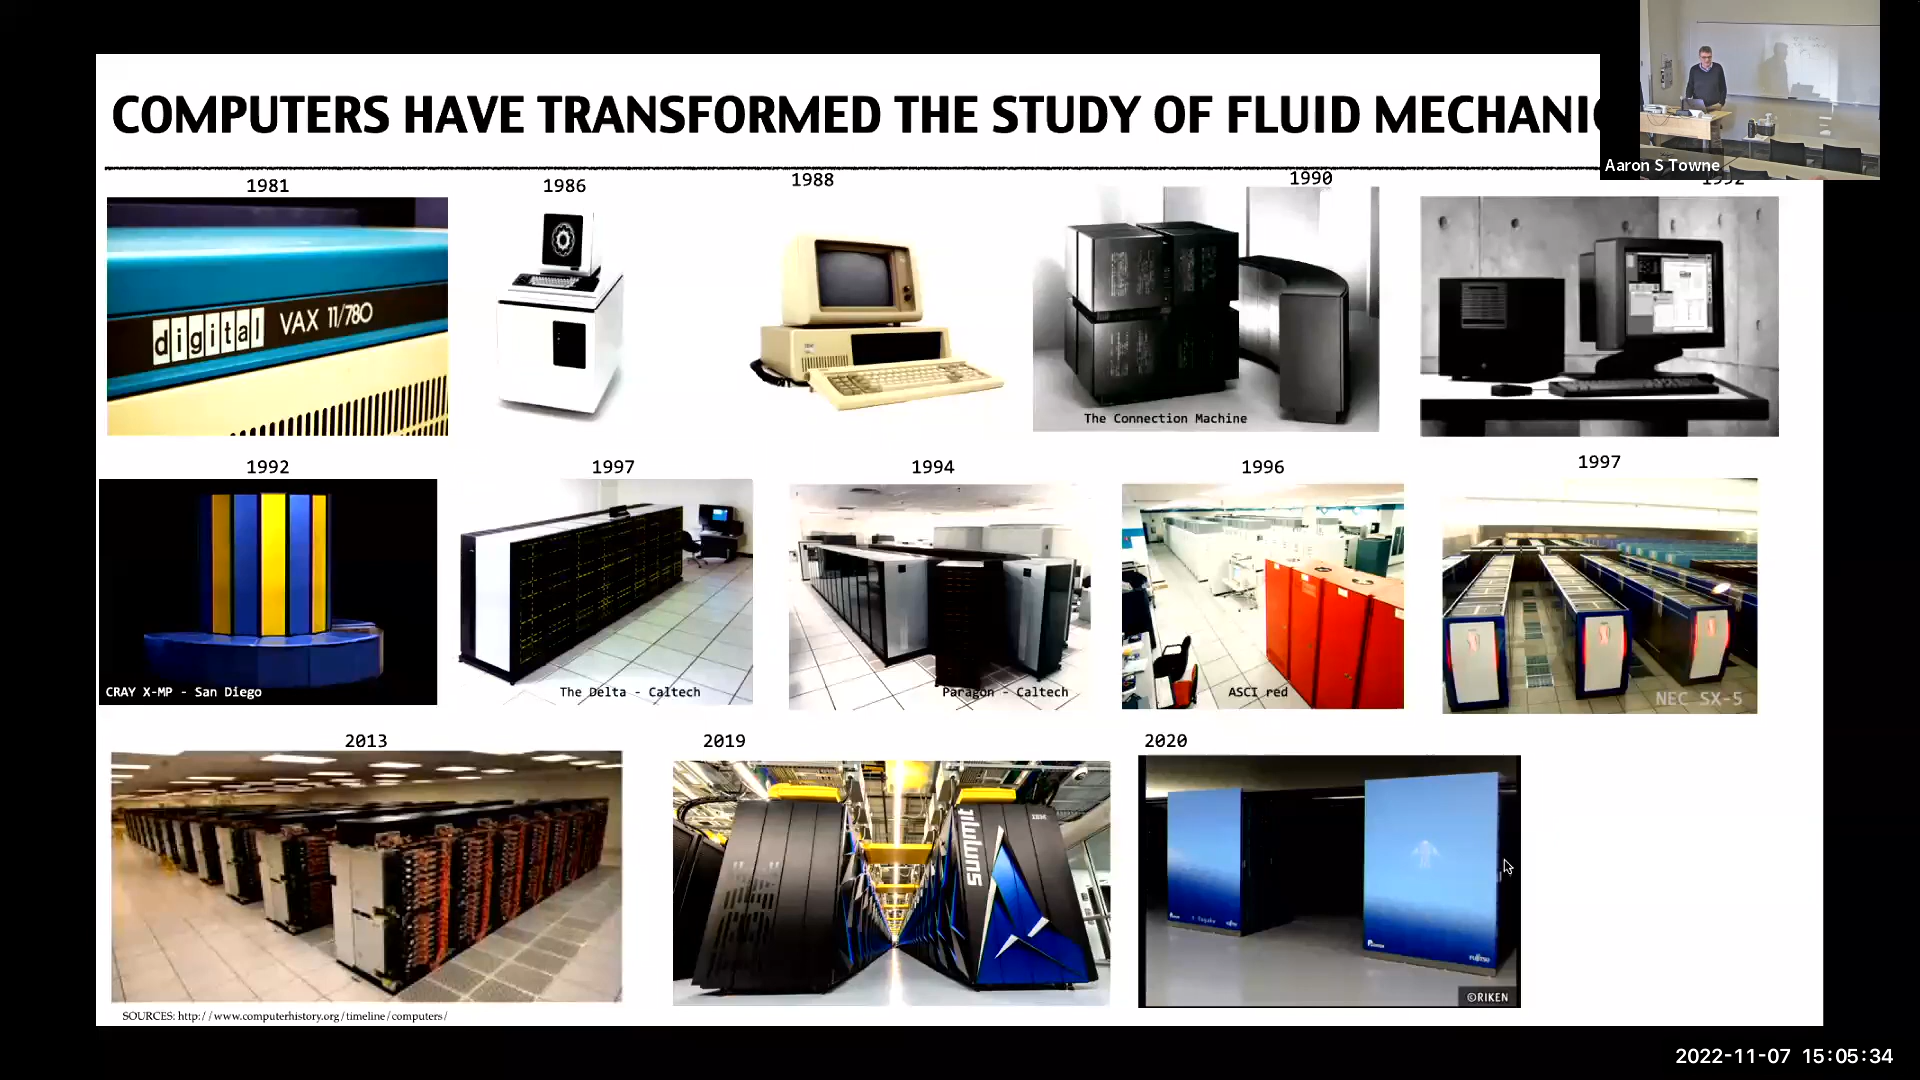 COMPUTERS HAVE TRANSFORMED THE STUDY OF FLUID MECHANIC
Aaron S Towne
1981
1986
1988
1990
1992
digital VAX 11/780
The Connection Machine
1992
1997
1994
1996
1997
CRAY X-MP - San Diego
The Delta - Caltech
Paragon - Caltech
ASCI red
NEC SX-5
2013
2019
2020
SUMMIT
IBM
FUJITSU
©RIKEN
SOURCES: http://www.computerhistory.org/timeline/computers/
2022-11-07 15:05:34